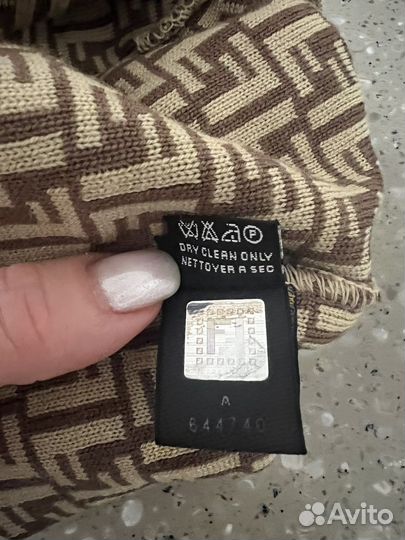 P
DRY CLEAN ONLY
NETTOYER A SEC
F
A
644740
Avito